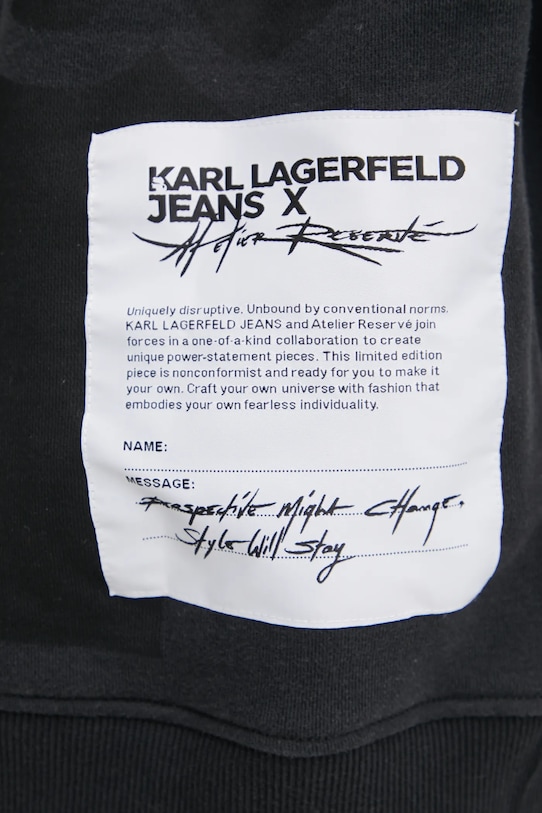 KARL LAGERFELD
JEANS X
Atelier Reservé
Uniquely disruptive. Unbound by conventional norms.
KARL LAGERFELD JEANS and Atelier Reservé join
forces in a one-of-a-kind collaboration to create
unique power-statement pieces. This limited edition
piece is nonconformist and ready for you to make it
your own. Craft your own universe with fashion that
embodies your own fearless individuality.
NAME:
MESSAGE:
Perspective Might Change.
Style Will Stay